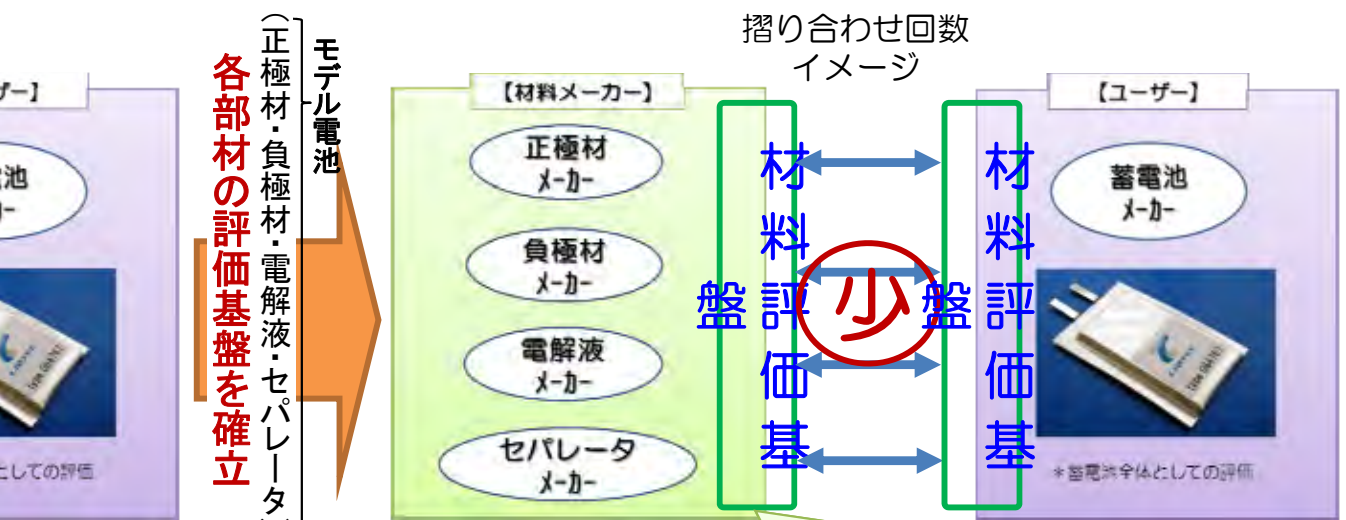 摺り合わせ回数
イメージ
ザー】
池
ー
としての評価
モデル電池
（正極材・負極材・電解液・セパレータ
各部材の評価基盤を確立
【材料メーカー】
正極材
ﾒｰｶｰ
負極材
ﾒｰｶｰ
電解液
ﾒｰｶｰ
セパレータ
ﾒｰｶｰ
材料評価基盤
少
材料評価基盤
【ユーザー】
蓄電池
ﾒｰｶｰ
＊蓄電池全体としての評価